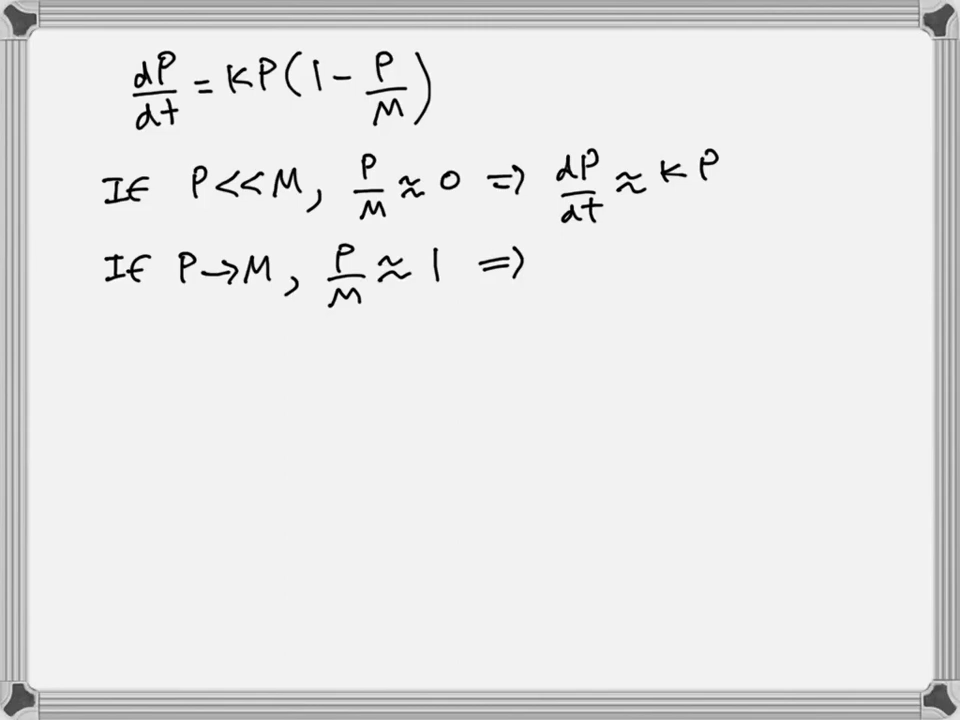 dP/dt = KP(1 - P/M)
If P<<M, P/M ≈ 0 => dP/dt ≈ KP
If P→M, P/M ≈ 1 =>